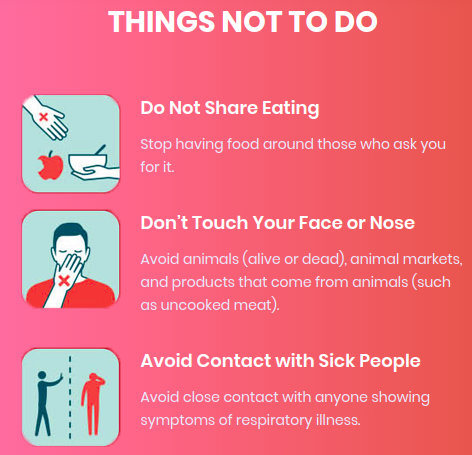 THINGS NOT TO DO
Do Not Share Eating
Stop having food around those who ask you
for it.
Don't Touch Your Face or Nose
Avoid animals (alive or dead), animal markets,
and products that come from animals (such
as uncooked meat).
Avoid Contact with Sick People
Avoid close contact with anyone showing
symptoms of respiratory illness.